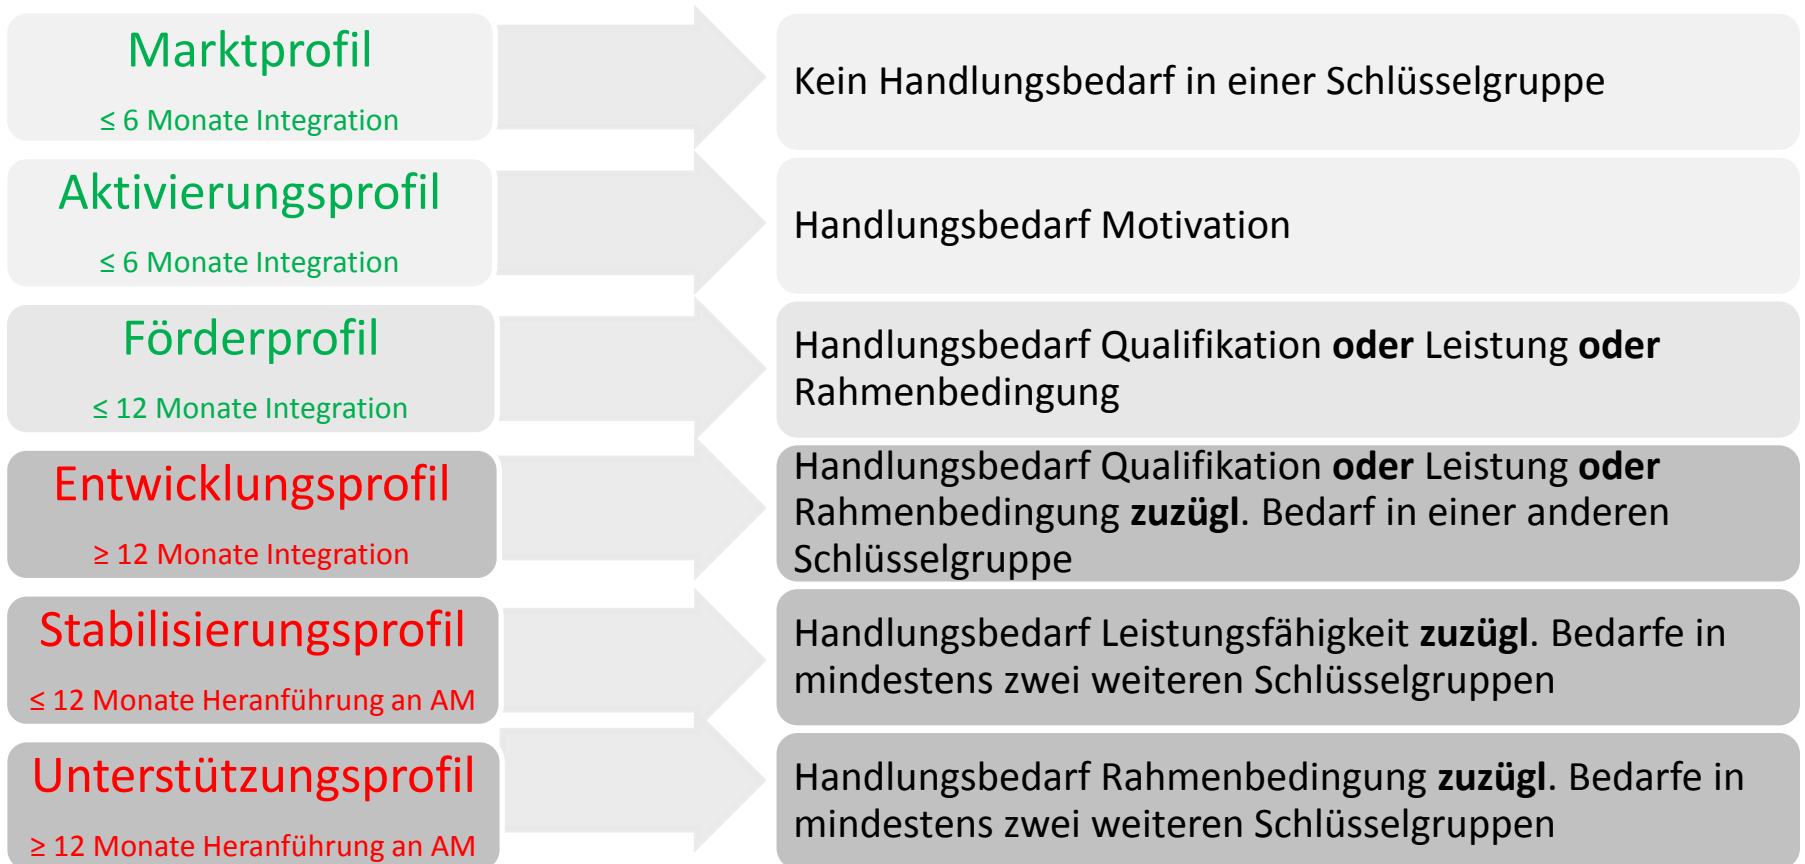 Marktprofil
≤ 6 Monate Integration
Kein Handlungsbedarf in einer Schlüsselgruppe
Aktivierungsprofil
≤ 6 Monate Integration
Handlungsbedarf Motivation
Förderprofil
≤ 12 Monate Integration
Handlungsbedarf Qualifikation oder Leistung oder
Rahmenbedingung
Entwicklungsprofil
≥ 12 Monate Integration
Handlungsbedarf Qualifikation oder Leistung oder
Rahmenbedingung zuzügl. Bedarf in einer anderen
Schlüsselgruppe
Stabilisierungsprofil
≤ 12 Monate Heranführung an AM
Handlungsbedarf Leistungsfähigkeit zuzügl. Bedarfe in
mindestens zwei weiteren Schlüsselgruppen
Unterstützungsprofil
≥ 12 Monate Heranführung an AM
Handlungsbedarf Rahmenbedingung zuzügl. Bedarfe in
mindestens zwei weiteren Schlüsselgruppen